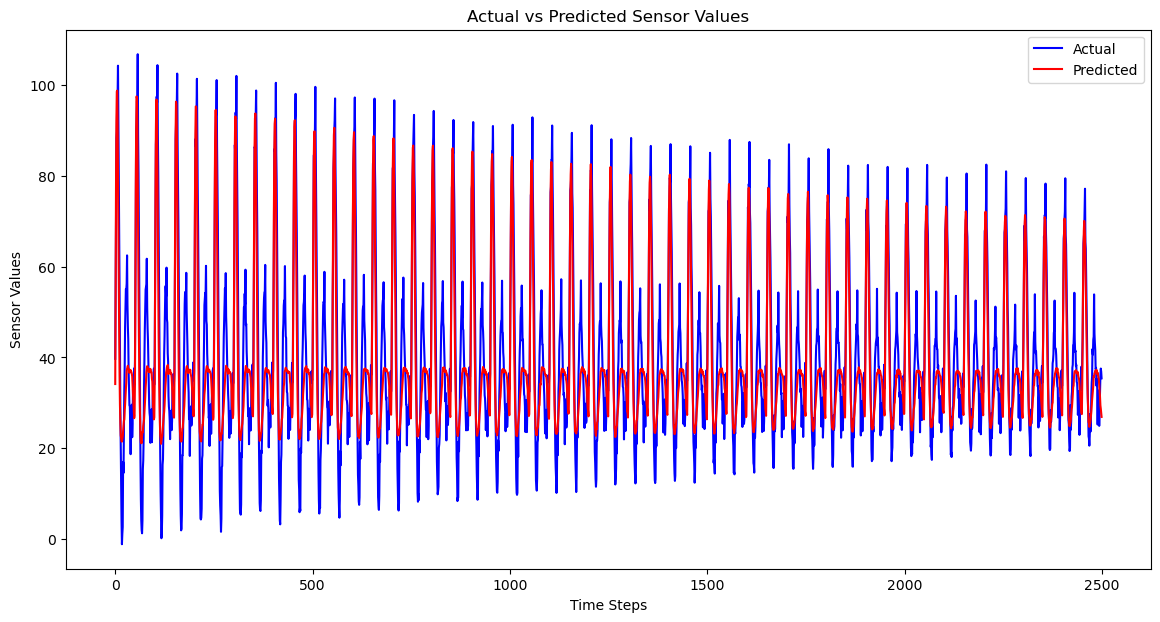 Actual vs Predicted Sensor Values
Actual
Predicted
Sensor Values
100
80
60
40
20
0
0 500 1000 1500 2000 2500
Time Steps